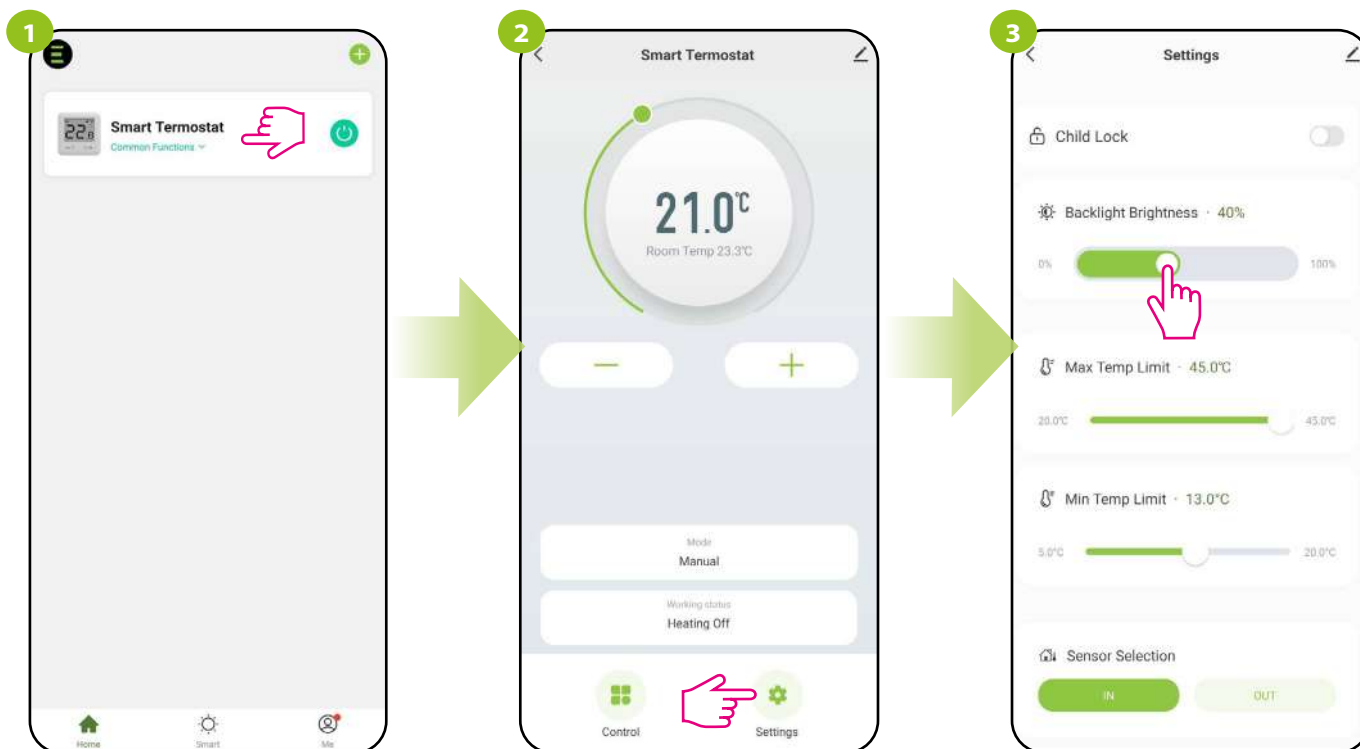 1
Smart Termostat
Common Functions
Home
Smart
Me
2
Smart Termostat
21.0°C
Room Temp 23.3°C
Mode
Manual
Working status
Heating Off
Control
Settings
3
Settings
Child Lock
Backlight Brightness · 40%
0%
100%
Max Temp Limit · 45.0°C
20.0°C
45.0°C
Min Temp Limit · 13.0°C
5.0°C
20.0°C
Sensor Selection
IN
OUT